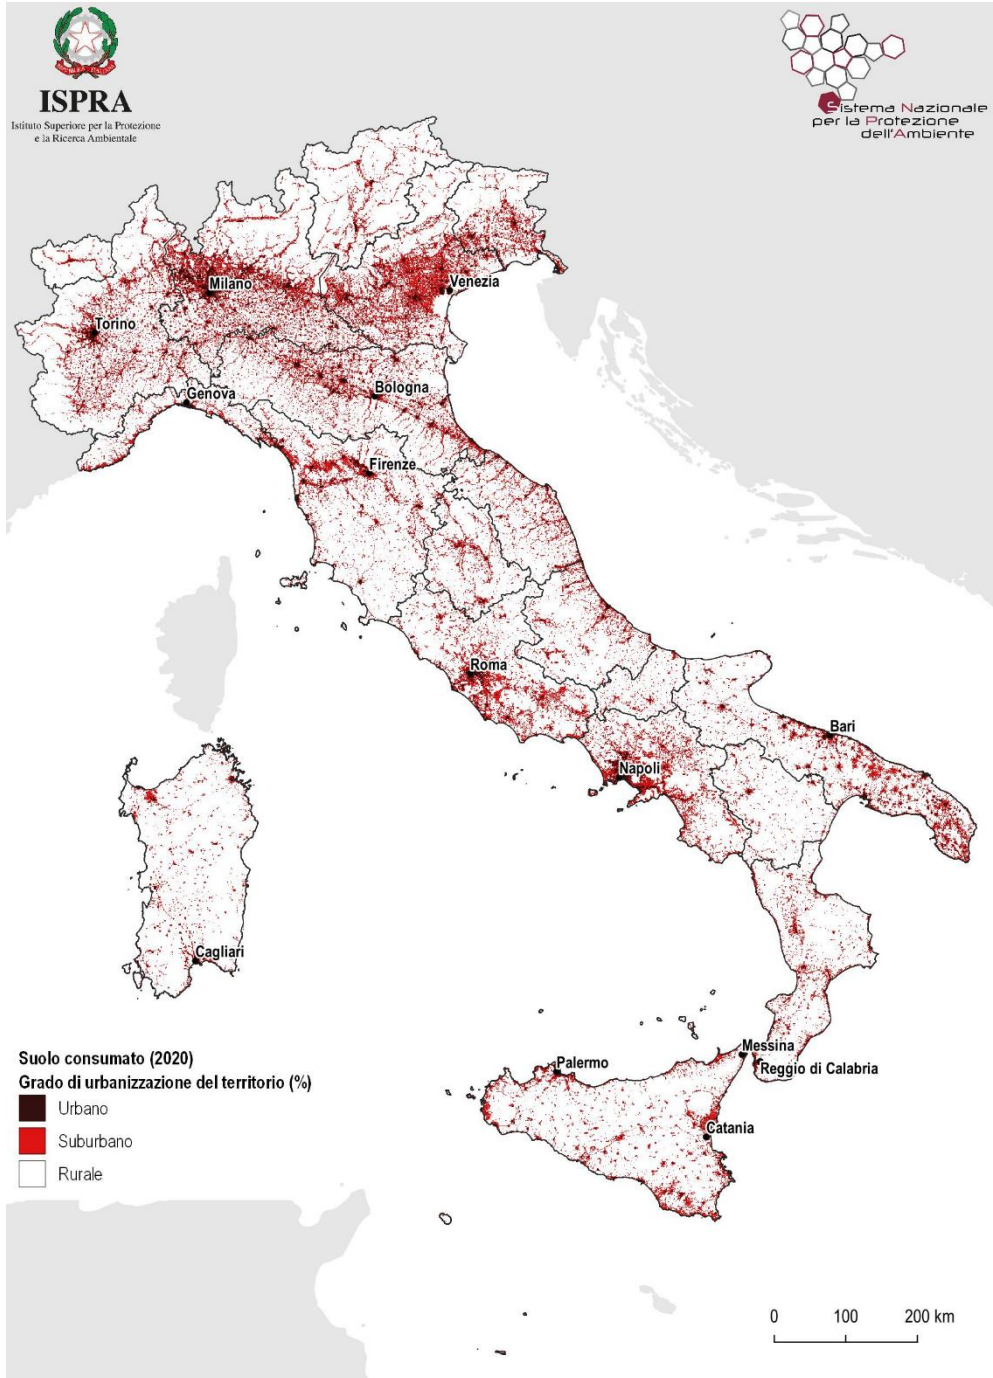 ISPRA
Istituto Superiore per la Protezione
e la Ricerca Ambientale
Sistema Nazionale
per la Protezione
dell'Ambiente
Milano
Venezia
Torino
Genova
Bologna
Firenze
Roma
Bari
Napoli
Cagliari
Messina
Reggio di Calabria
Palermo
Catania
Suolo consumato (2020)
Grado di urbanizzazione del territorio (%)
Urbano
Suburbano
Rurale
0 100 200 km